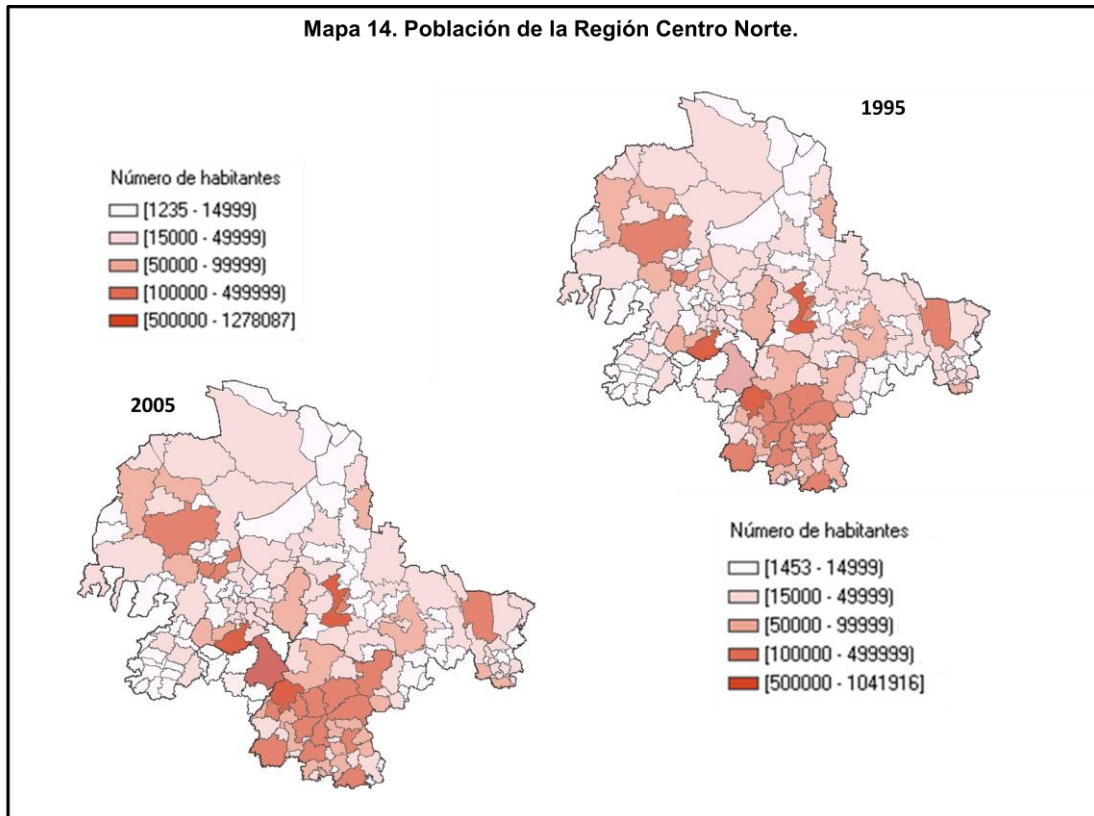 Mapa 14. Población de la Región Centro Norte.
1995
Número de habitantes
[1235 - 14999)
[15000 - 49999)
[50000 - 99999)
[100000 - 499999)
[500000 - 1278087]
2005
Número de habitantes
[1453 - 14999)
[15000 - 49999)
[50000 - 99999)
[100000 - 499999)
[500000 - 1041916]